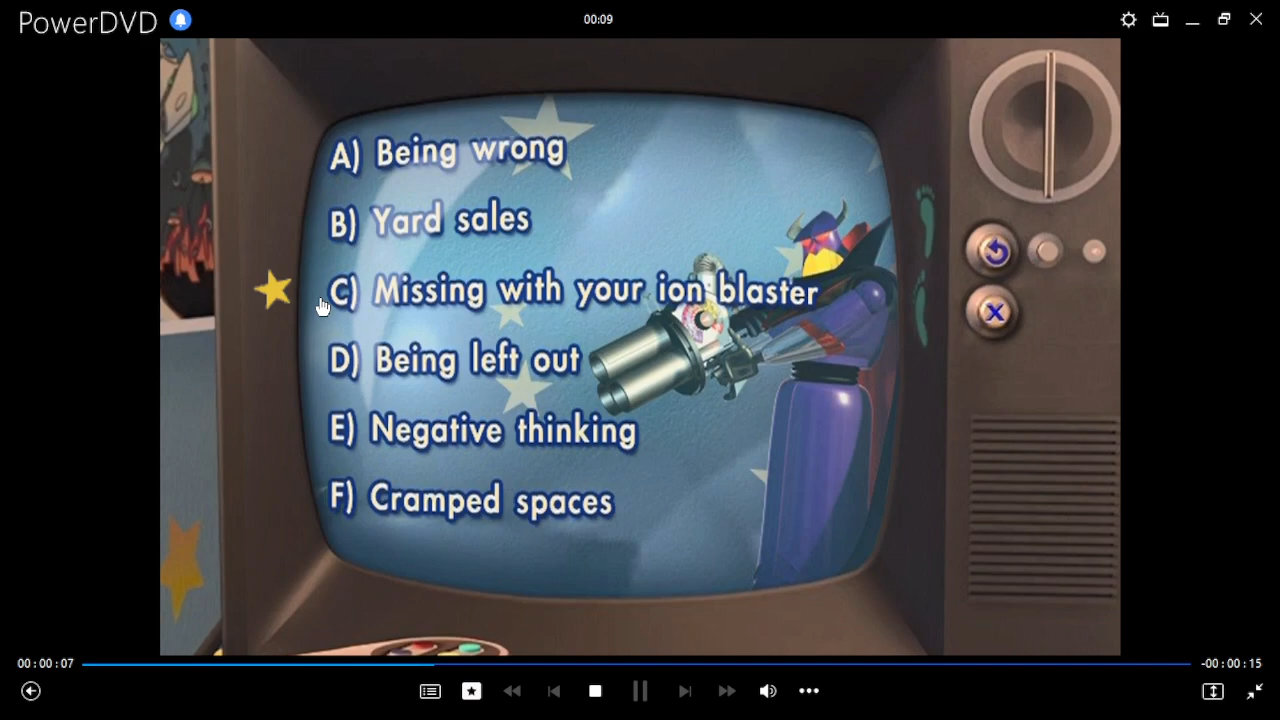 PowerDVD
00:09
A) Being wrong
B) Yard sales
C) Missing with your ion blaster
D) Being left out
E) Negative thinking
F) Cramped spaces
00:00:07
-00:00:15